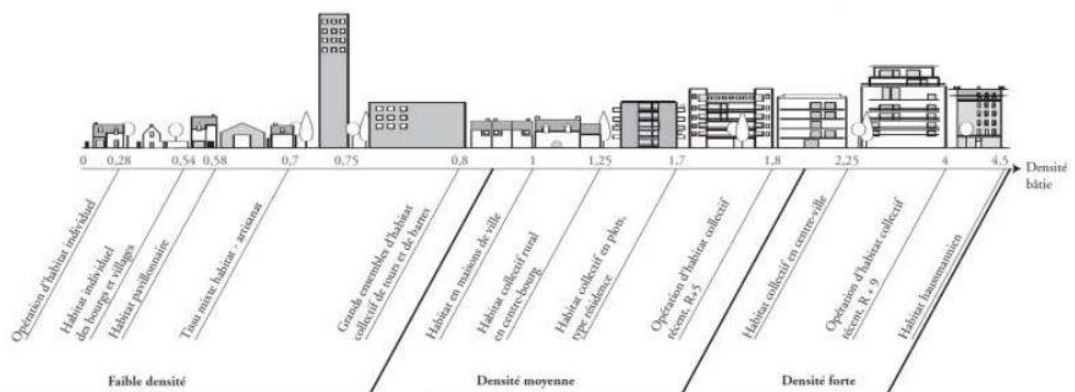 0 0,28 0,54 0,58 0,7 0,75 0,8 1 1,25 1,7 1,8 2,25 4 4.5
Densité
bâtie
Opération d'habitat individuel
Habitat individuel
des bourgs et villages
Habitat pavillonnaire
Tissu mixte habitat - artisanat
Grands ensembles d'habitat
collectif de tours et de barres
Habitat en maisons de ville
Habitat collectif rural
en centre-bourg
Habitat collectif en plots,
type résidence
Opération d'habitat collectif
récent, R+5
Habitat collectif en centre-ville
Opération d'habitat collectif
récent, R + 9
Habitat haussmannien
Faible densité
Densité moyenne
Densité forte